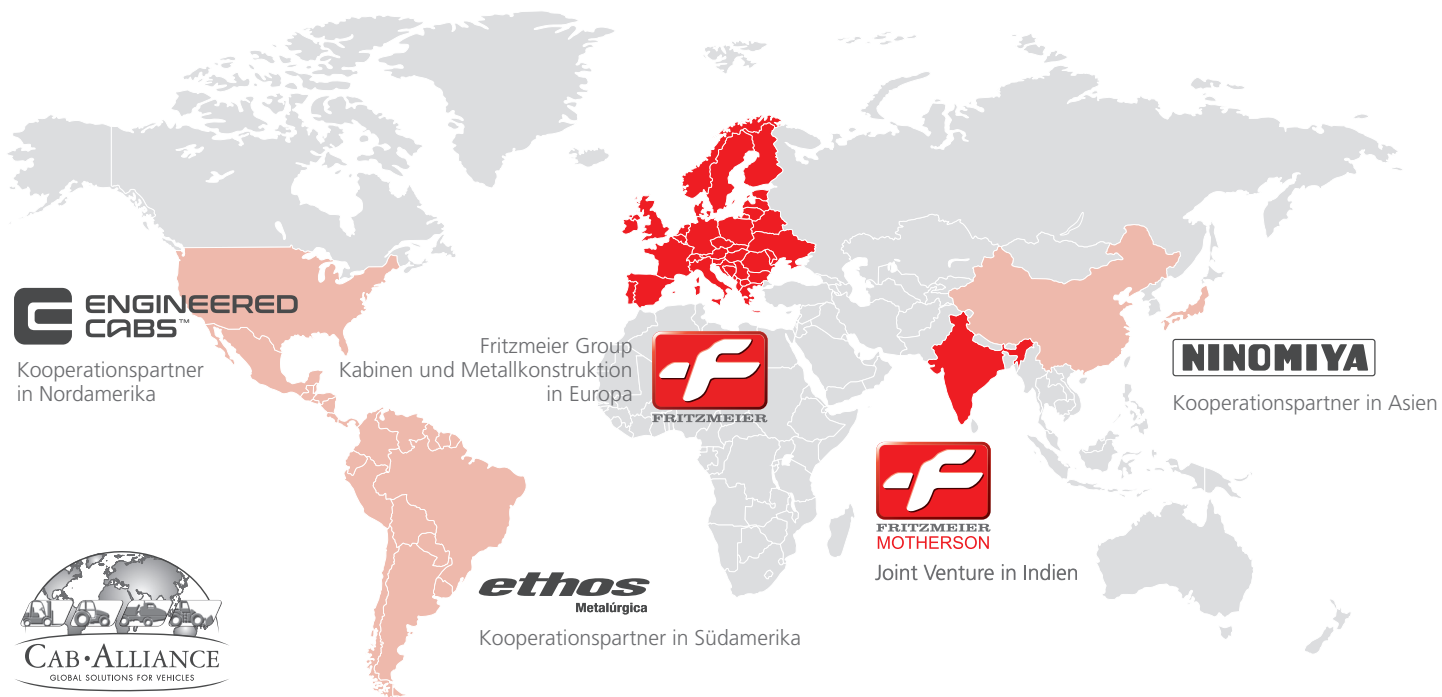 ENGINEERED
CABS™
Kooperationspartner
in Nordamerika
Fritzmeier Group
Kabinen und Metallkonstruktion
in Europa
FRITZMEIER
NINOMIYA
Kooperationspartner in Asien
FRITZMEIER
MOTHERSON
Joint Venture in Indien
ethos
Metalúrgica
Kooperationspartner in Südamerika
CAB•ALLIANCE
GLOBAL SOLUTIONS FOR VEHICLES